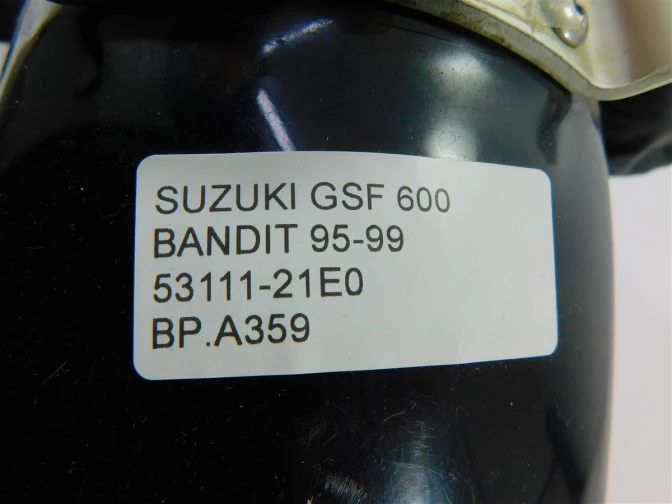 SUZUKI GSF 600
BANDIT 95-99
53111-21E0
BP.A359